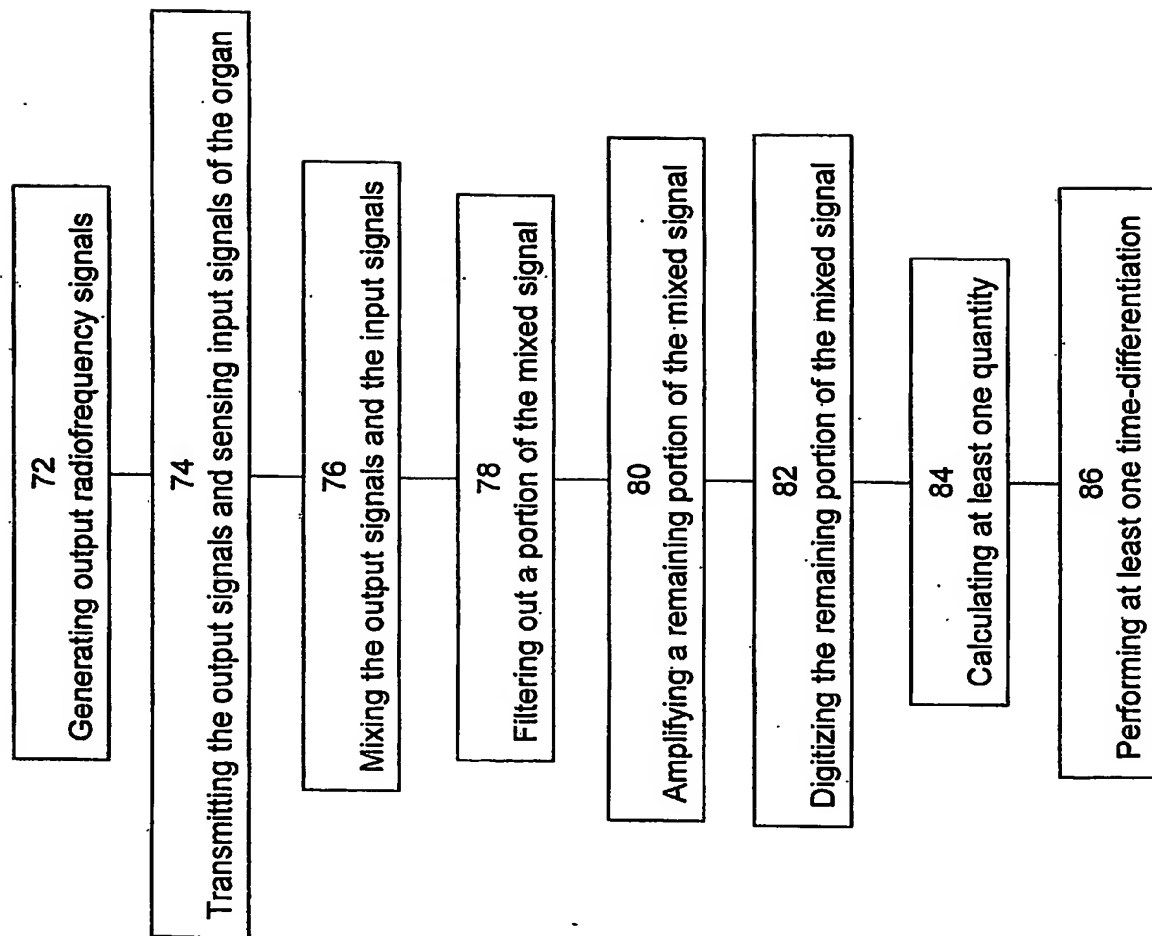 72
Generating output radiofrequency signals
74
Transmitting the output signals and sensing input signals of the organ
76
Mixing the output signals and the input signals
78
Filtering out a portion of the mixed signal
80
Amplifying a remaining portion of the mixed signal
82
Digitizing the remaining portion of the mixed signal
84
Calculating at least one quantity
86
Performing at least one time-differentiation